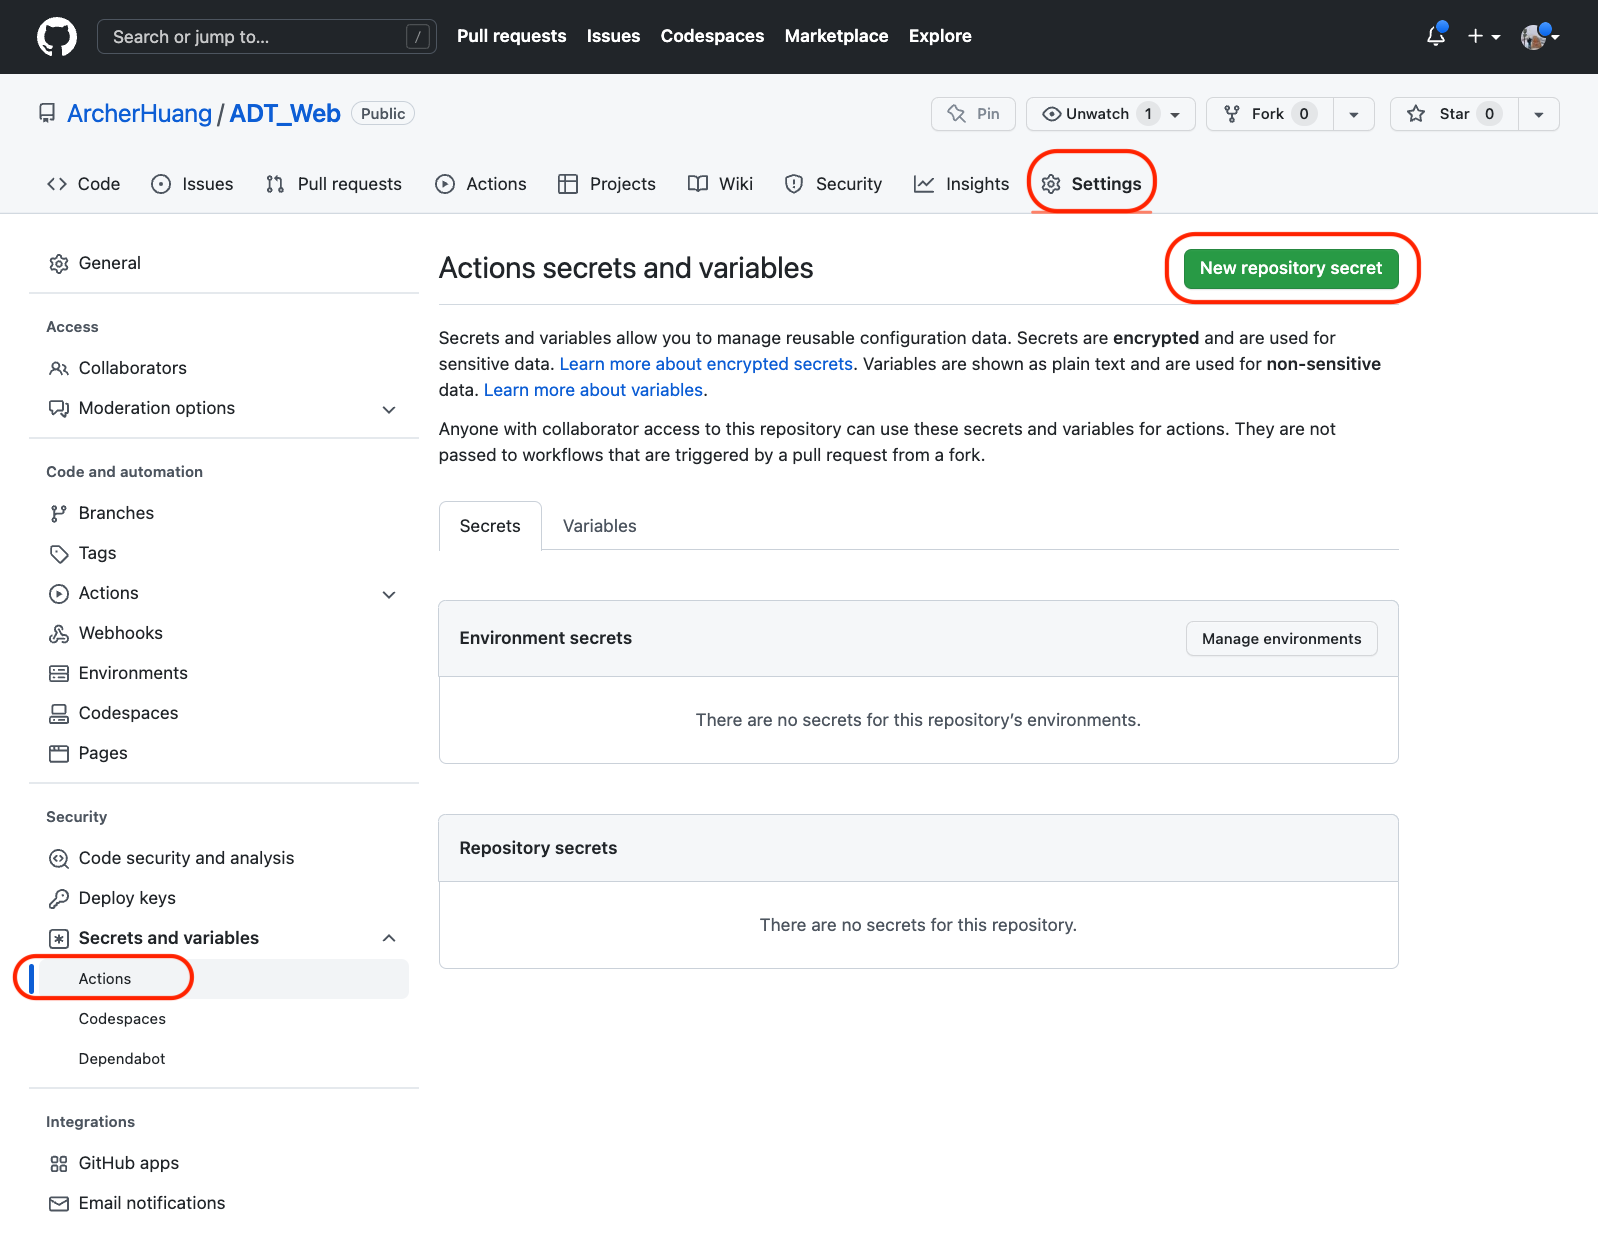 Search or jump to... /
Pull requests Issues Codespaces Marketplace Explore
ArcherHuang / ADT_Web Public
Pin Unwatch 1 Fork 0 Star 0
Code Issues Pull requests Actions Projects Wiki Security Insights Settings
General
Access
Collaborators
Moderation options
Code and automation
Branches
Tags
Actions
Webhooks
Environments
Codespaces
Pages
Security
Code security and analysis
Deploy keys
Secrets and variables
Actions
Codespaces
Dependabot
Integrations
GitHub apps
Email notifications
Actions secrets and variables
New repository secret
Secrets and variables allow you to manage reusable configuration data. Secrets are encrypted and are used for
sensitive data. Learn more about encrypted secrets. Variables are shown as plain text and are used for non-sensitive
data. Learn more about variables.
Anyone with collaborator access to this repository can use these secrets and variables for actions. They are not
passed to workflows that are triggered by a pull request from a fork.
Secrets Variables
Environment secrets
Manage environments
There are no secrets for this repository’s environments.
Repository secrets
There are no secrets for this repository.